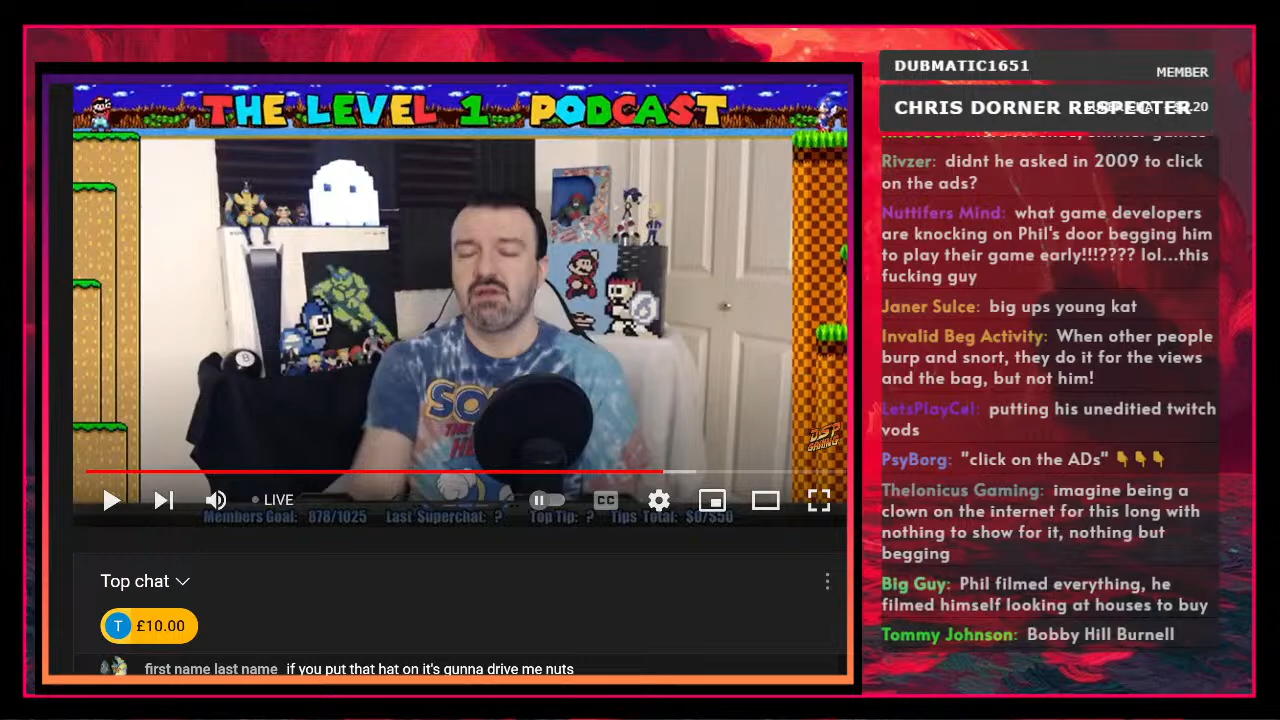 THE LEVEL 1 PODCAST
8
DSP
GAMING
LIVE
CC
Members Goal: 878/1025 Last Superchat: ? Top Tip: ? Tips Total: $0/$50
Top chat
T £10.00
first name last name if you put that hat on it's gunna drive me nuts
DUBMATIC1651
MEMBER
CHRIS DORNER RESPECTER
Rivzer: didnt he asked in 2009 to click
on the ads?
Nuttifers Mind: what game developers
are knocking on Phil's door begging him
to play their game early!!!???? lol...this
fucking guy
Janer Sulce: big ups young kat
Invalid Beg Activity: When other people
burp and snort, they do it for the views
and the bag, but not him!
LetsPlayCel: putting his uneditied twitch
vods
PsyBorg: "click on the ADs" 👇👇👇
Thelonicus Gaming: imagine being a
clown on the internet for this long with
nothing to show for it, nothing but
begging
Big Guy: Phil filmed everything, he
filmed himself looking at houses to buy
Tommy Johnson: Bobby Hill Burnell